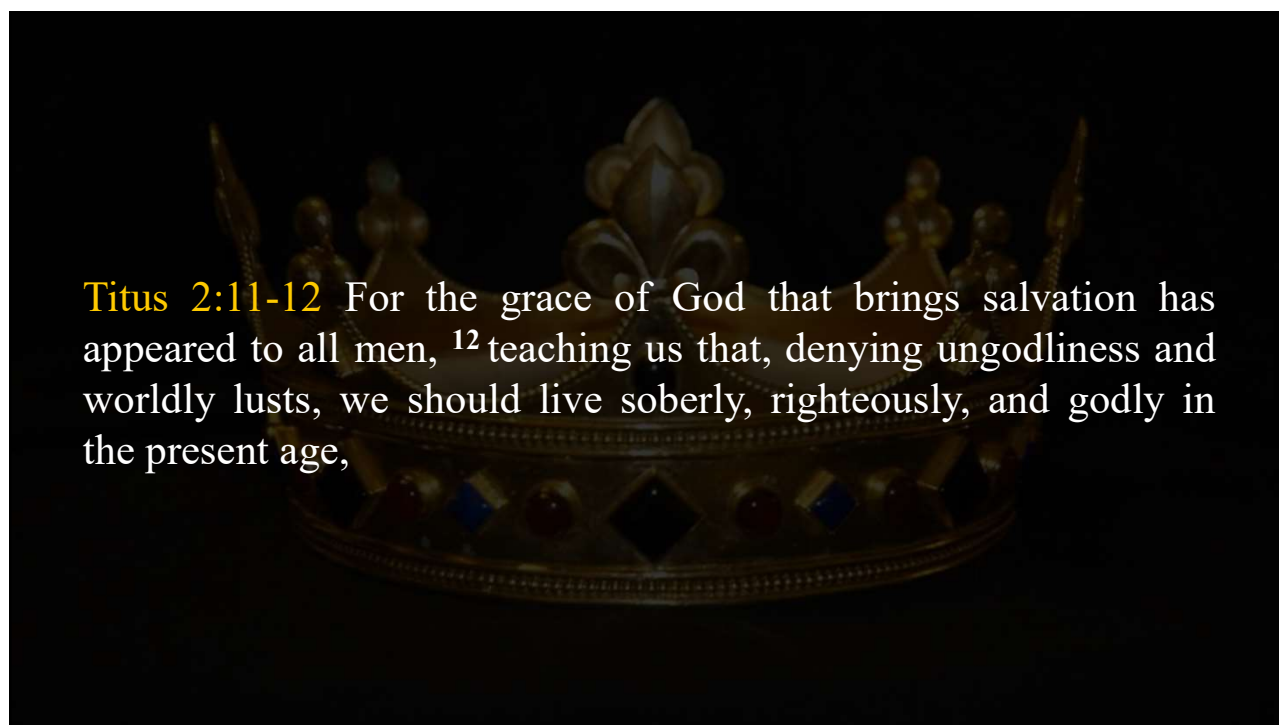 Titus 2:11-12 For the grace of God that brings salvation has
appeared to all men, 12 teaching us that, denying ungodliness and
worldly lusts, we should live soberly, righteously, and godly in
the present age,